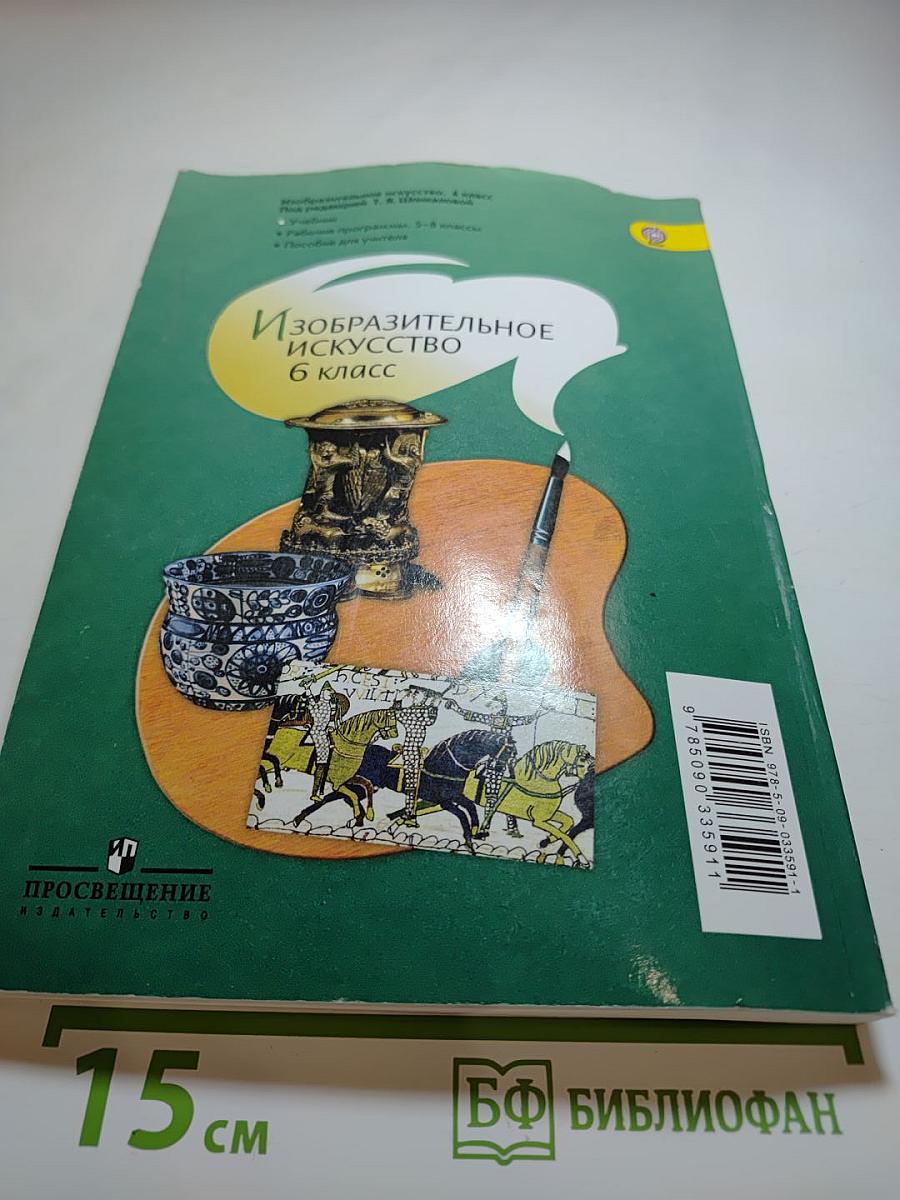 Изобразительное искусство. 6 класс
Под редакцией Т. Я. Шпикаловой
• Учебник
• Рабочие программы. 5–8 классы
• Пособие для учителя
ИЗОБРАЗИТЕЛЬНОЕ
ИСКУССТВО
6 класс
ИП
ПРОСВЕЩЕНИЕ
ИЗДАТЕЛЬСТВО
ISBN 978-5-09-033591-1
9 785090 335911
15 см
БФ БИБЛИОФАН